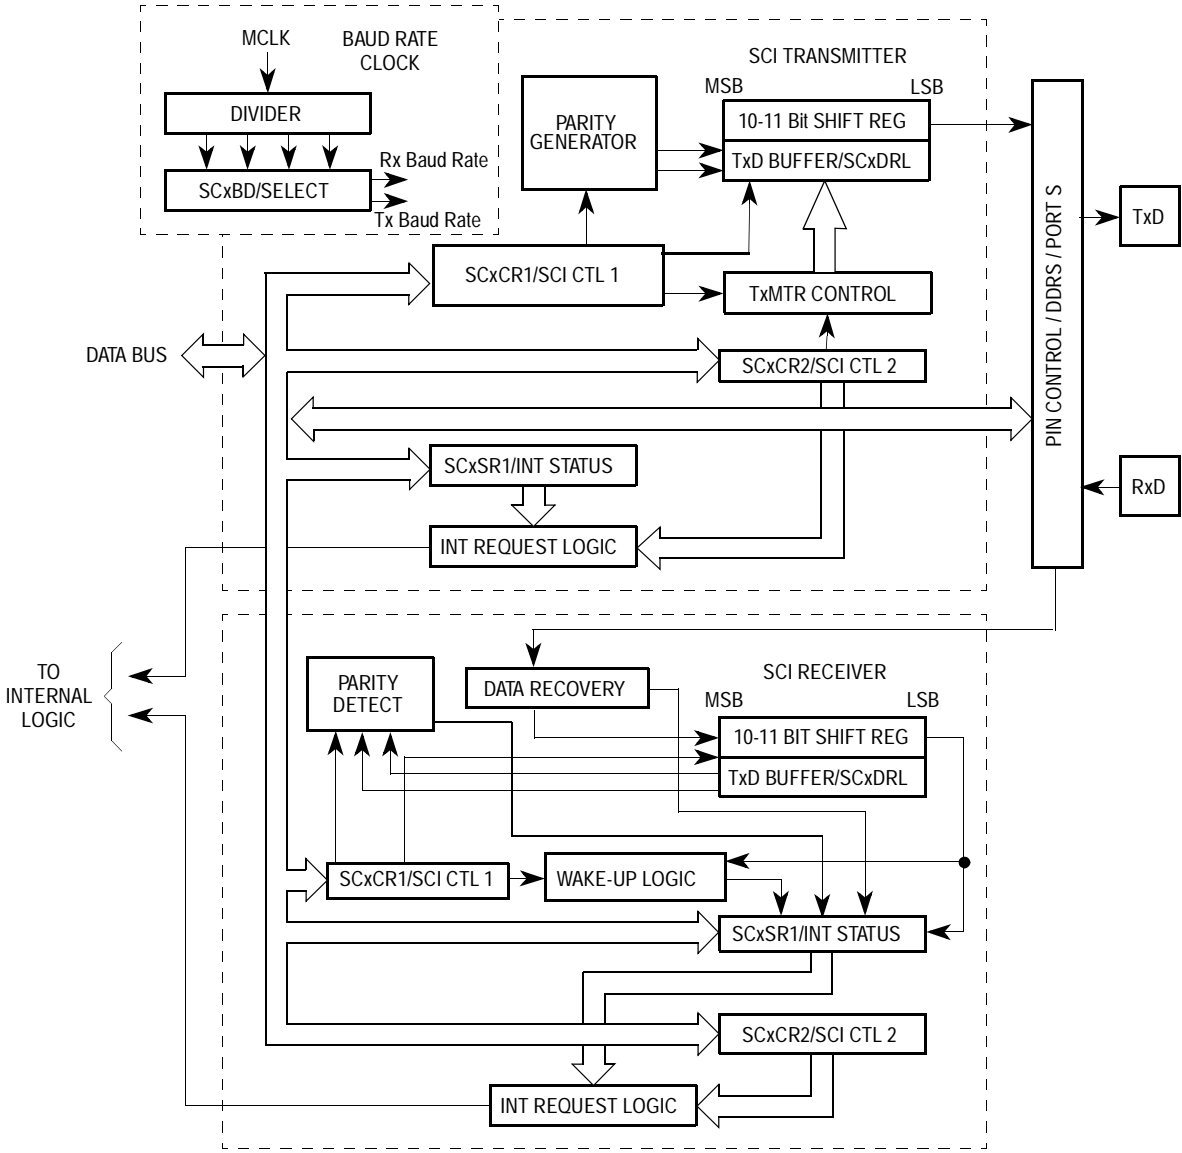 MCLK
BAUD RATE
CLOCK
DIVIDER
SCxBD/SELECT
Rx Baud Rate
Tx Baud Rate
SCI TRANSMITTER
MSB
LSB
PARITY
GENERATOR
10-11 Bit SHIFT REG
TxD BUFFER/SCxDRL
SCxCR1/SCI CTL 1
TxMTR CONTROL
DATA BUS
SCxCR2/SCI CTL 2
SCxSR1/INT STATUS
INT REQUEST LOGIC
PIN CONTROL / DDRS / PORT S
TxD
RxD
TO
INTERNAL
LOGIC
SCI RECEIVER
PARITY
DETECT
DATA RECOVERY
MSB
LSB
10-11 BIT SHIFT REG
TxD BUFFER/SCxDRL
SCxCR1/SCI CTL 1
WAKE-UP LOGIC
SCxSR1/INT STATUS
SCxCR2/SCI CTL 2
INT REQUEST LOGIC